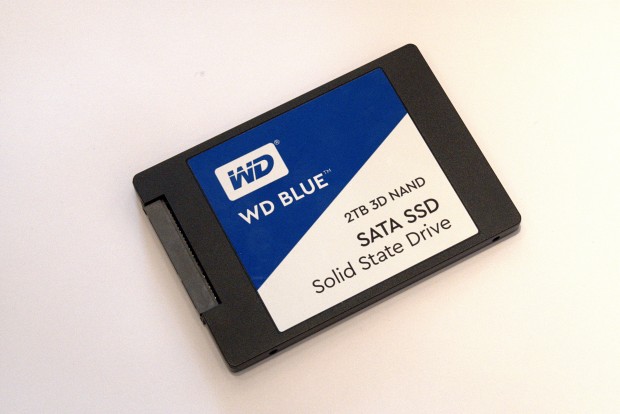 WD®
WD BLUE™
2TB 3D NAND
SATA SSD
Solid State Drive